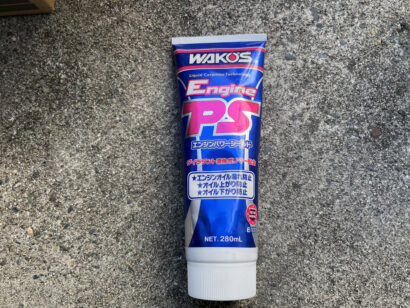 WAKO'S
Liquid Ceramics Technology
Engine
PS
エンジンパワーシールド
★エンジンオイル漏れ防止
★オイル上がり防止
★オイル下がり防止
NET. 280mL